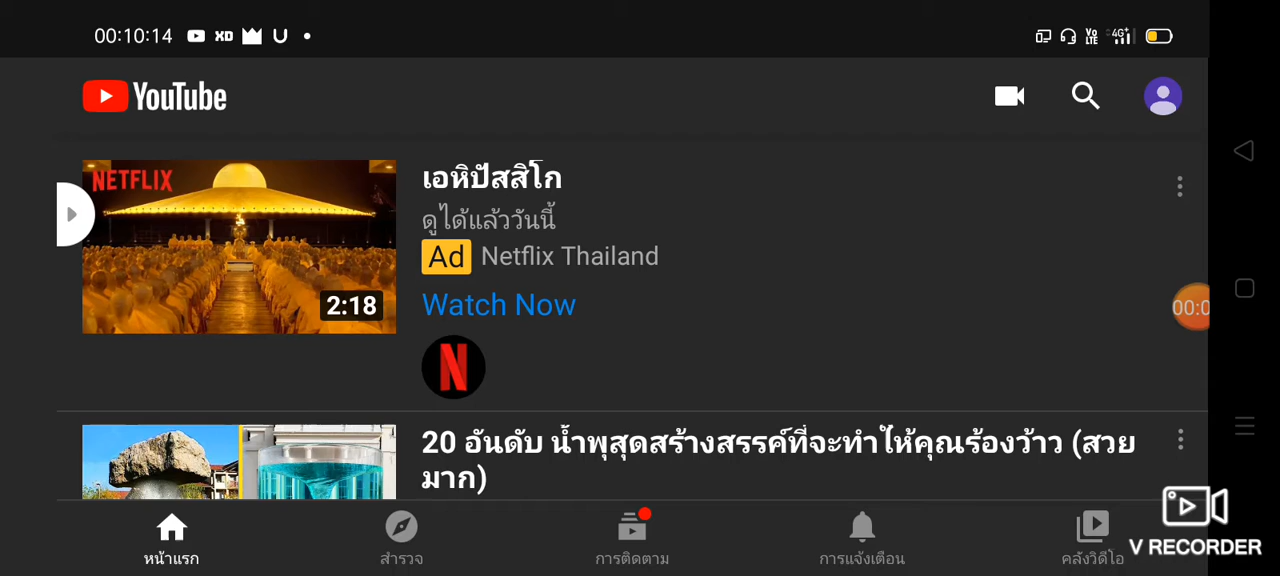 00:10:14 XD U Vo LTE 4G+
YouTube
NETFLIX
เอหิปัสสิโก
ดูได้แล้ววันนี้
Ad Netflix Thailand
2:18
Watch Now
00:0
N
20 อันดับ น้ำพุสุดสร้างสรรค์ที่จะทำให้คุณร้องว้าว (สวย
มาก)
หน้าแรก สำรวจ การติดตาม การแจ้งเตือน คลังวิดีโอ
V RECORDER